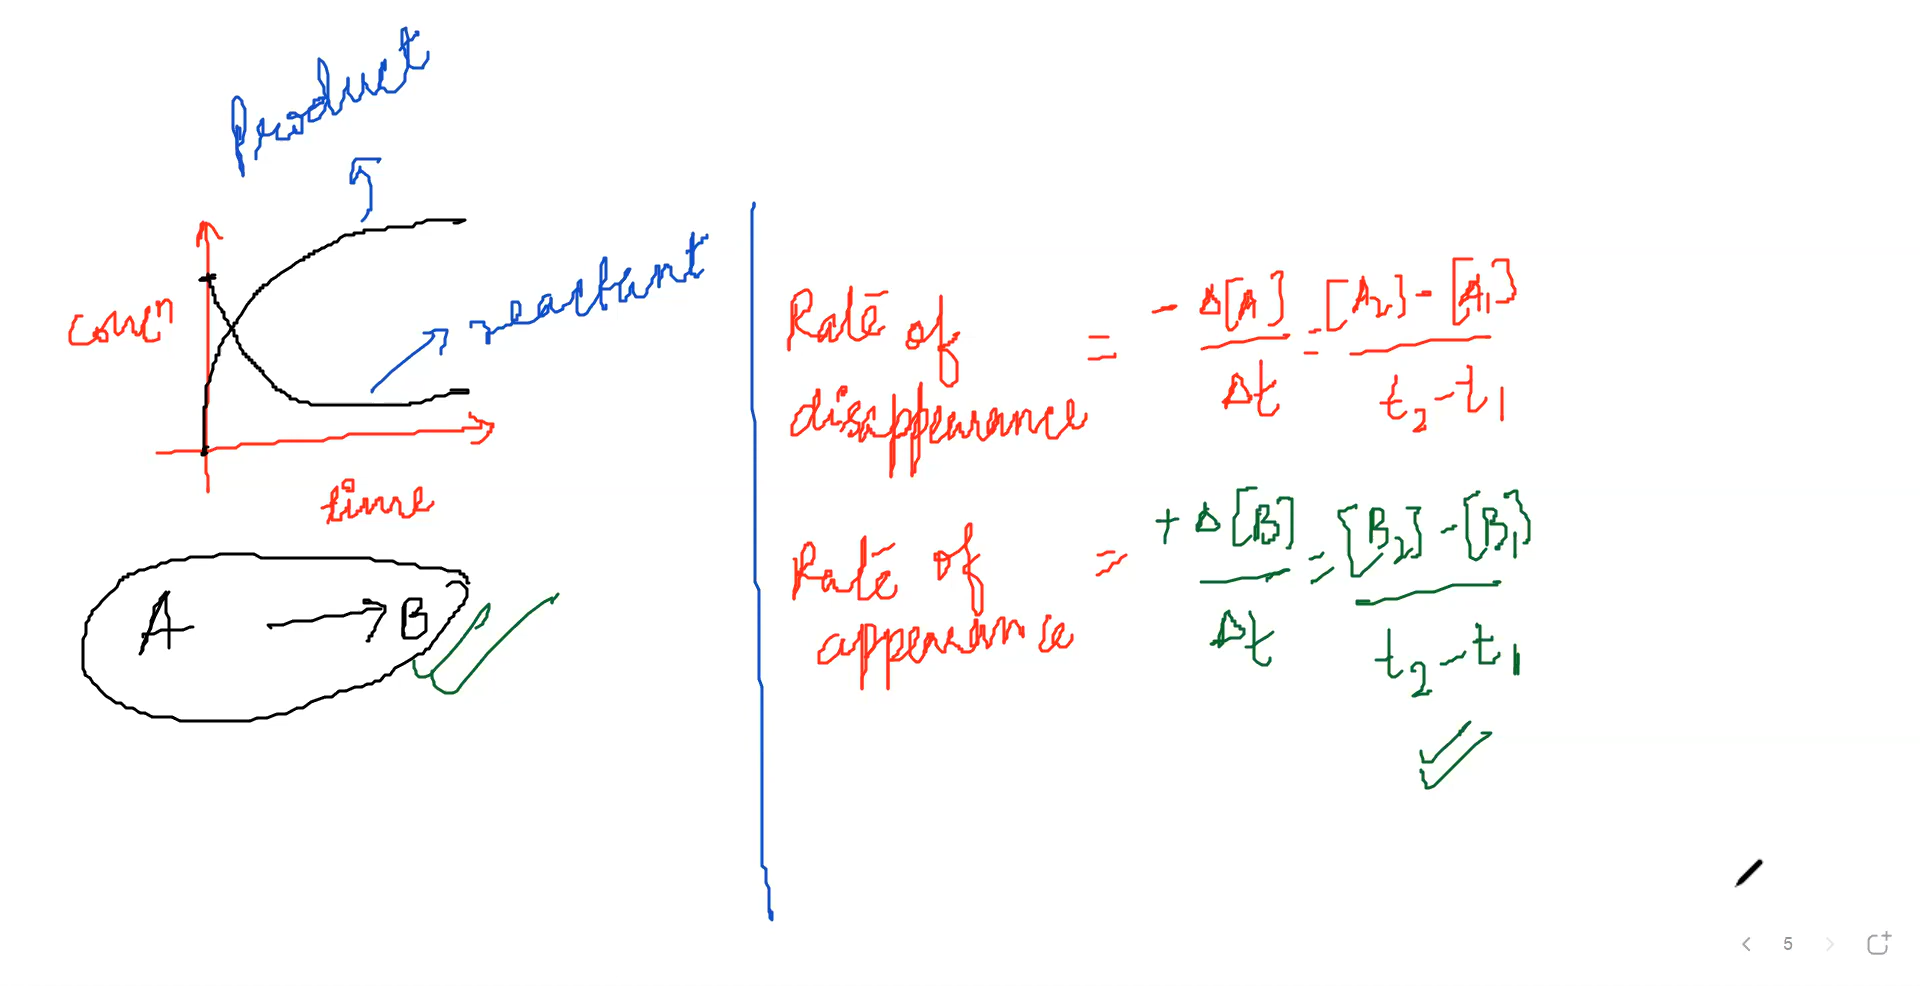 Product
reactant
concn
time
A → B
Rate of disappearance = - Δ[A]/Δt = [A₂] - [A₁]/t₂ - t₁
Rate of appearance = + Δ[B]/Δt = [B₂] - [B₁]/t₂ - t₁
5